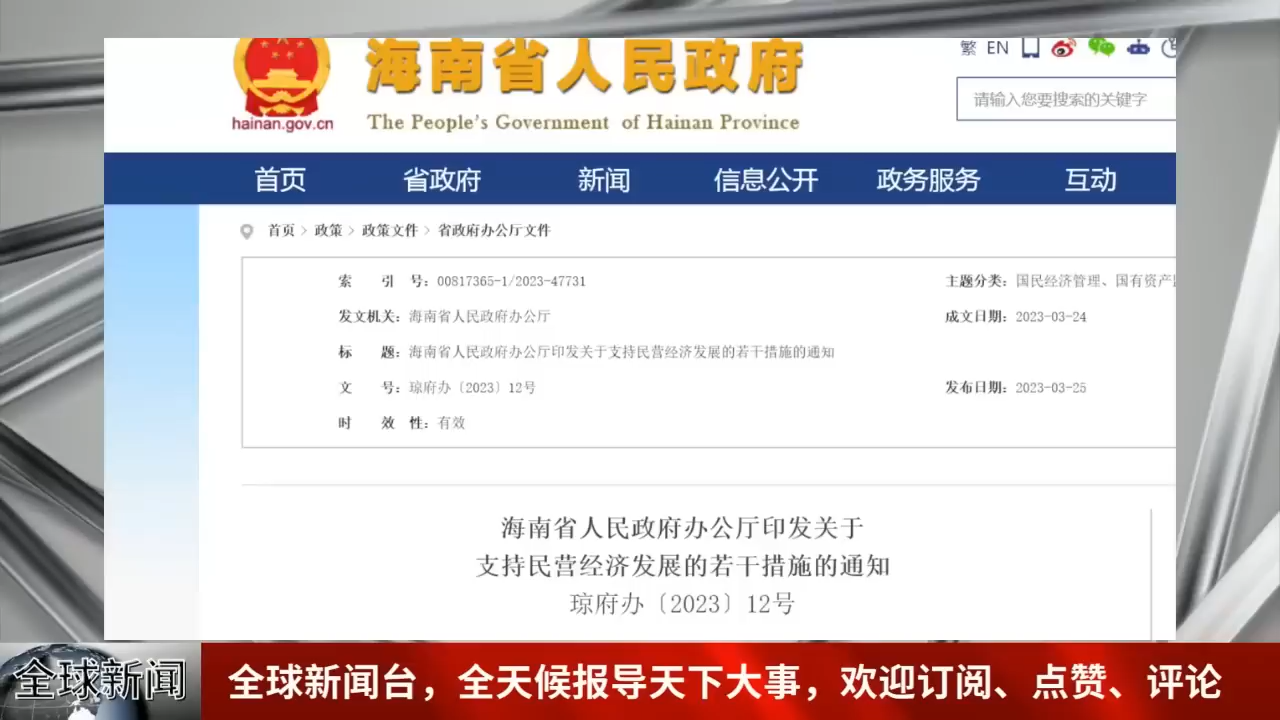 海南省人民政府
hainan.gov.cn
The People's Government of Hainan Province
繁 EN
请输入您要搜索的关键字
首页 省政府 新闻 信息公开 政务服务 互动
首页 > 政策 > 政策文件 > 省政府办公厅文件
索 引 号：00817365-1/2023-47731 主题分类：国民经济管理、国有资产
发文机关：海南省人民政府办公厅 成文日期：2023-03-24
标 题：海南省人民政府办公厅印发关于支持民营经济发展的若干措施的通知
文 号：琼府办〔2023〕12号 发布日期：2023-03-25
时 效 性：有效
海南省人民政府办公厅印发关于
支持民营经济发展的若干措施的通知
琼府办〔2023〕12号
全球新闻 全球新闻台，全天候报导天下大事，欢迎订阅、点赞、评论